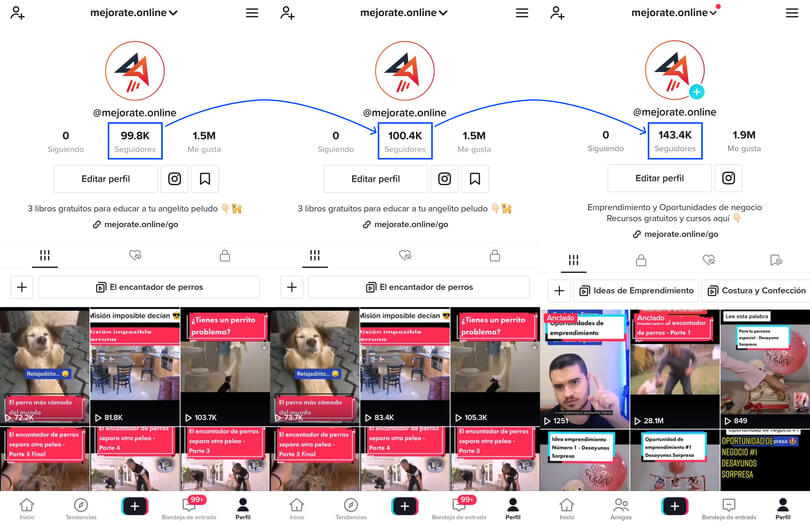 mejorate.online
@mejorate.online
0
Siguiendo
99.8K
Seguidores
1.5M
Me gusta
Editar perfil
3 libros gratuitos para educar a tu angelito peludo 👇🏻🐕
mejorate.online/go
El encantador de perros
Relajadiito... 😄
El perro más cómodo
del mundo
72.2K
Misión imposible decían 😎
Misión imposible
perruna
81.8K
¿Tienes un perrito
problema?
103.7K
El encantador de perros
separa otra pelea -
Parte 5 Final
El encantador de perros
separa otra pelea -
Parte 4
El encantador de perros
separa otra pelea -
Parte 3
Inicio
Tendencias
99+
Bandeja de entrada
Perfil
mejorate.online
@mejorate.online
0
Siguiendo
100.4K
Seguidores
1.5M
Me gusta
Editar perfil
3 libros gratuitos para educar a tu angelito peludo 👇🏻🐕
mejorate.online/go
El encantador de perros
Relajadiito... 😄
El perro más cómodo
del mundo
73.7K
Misión imposible decían 😎
Misión imposible
perruna
83.4K
¿Tienes un perrito
problema?
105.3K
El encantador de perros
separa otra pelea -
Parte 5 Final
El encantador de perros
separa otra pelea -
Parte 4
El encantador de perros
separa otra pelea -
Parte 3
Inicio
Tendencias
99+
Bandeja de entrada
Perfil
mejorate.online
@mejorate.online
0
Siguiendo
143.4K
Seguidores
1.9M
Me gusta
Editar perfil
Emprendimiento y Oportunidades de negocio
Recursos gratuitos y cursos aquí 👇🏻
mejorate.online/go
Ideas de Emprendimiento
Costura y Confección
Anclado
Oportunidades de
emprendimiento
1251
Anclado
el encantador de
perros - Parte 1
28.1M
Lee esta palabra
Para tu persona
especial - Desayuno
Sorpresa
849
Idea emprendimiento
Número 1 - Desayunos
Sorpresa
Oportunidad de
emprendimiento #1
Desayunos Sorpresa
OPORTUNIDAD DE
NEGOCIO #1
DESAYUNOS
SORPRESA
Inicio
Amigos
Bandeja de entrada
Perfil